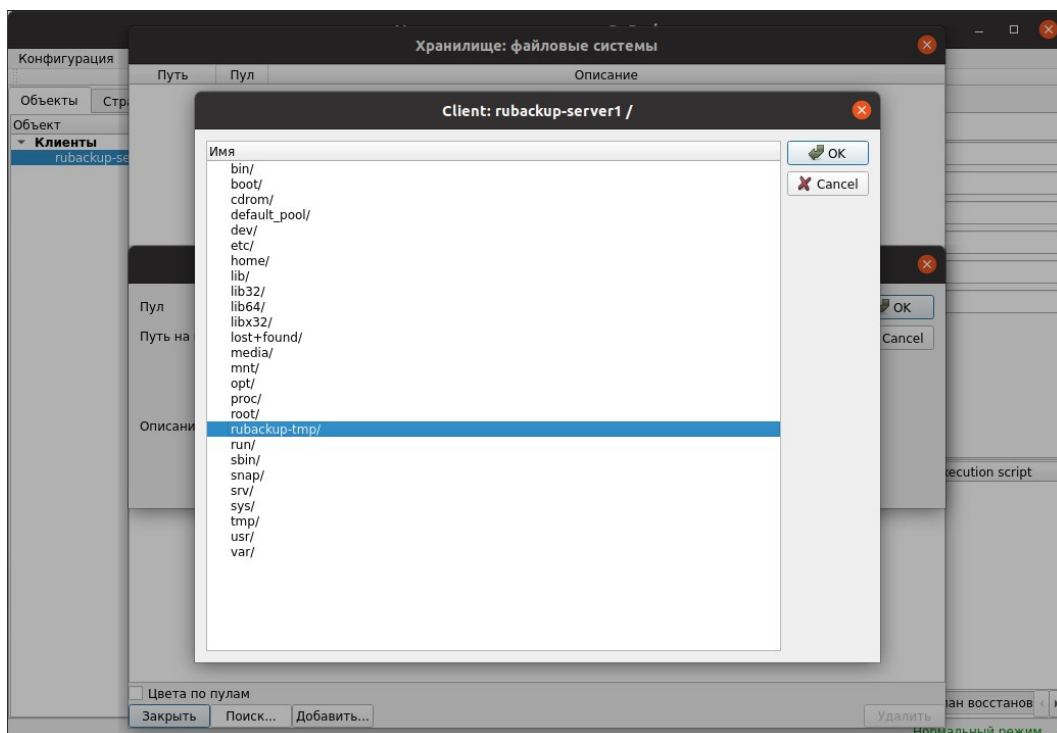 Хранилище: файловые системы
Конфигурация
Путь Пул Описание
Объекты Стр
Client: rubackup-server1 /
Объект
Клиенты
rubackup-se
Имя
OK
Cancel
bin/
boot/
cdrom/
default_pool/
dev/
etc/
home/
lib/
lib32/
lib64/
libx32/
lost+found/
media/
mnt/
opt/
proc/
root/
rubackup-tmp/
run/
sbin/
snap/
srv/
sys/
tmp/
usr/
var/
Пул
OK
Путь на
Cancel
Описани
xecution script
Цвета по пулам
Закрыть Поиск... Добавить... Удалить
ан восстанов
Нормальный режим